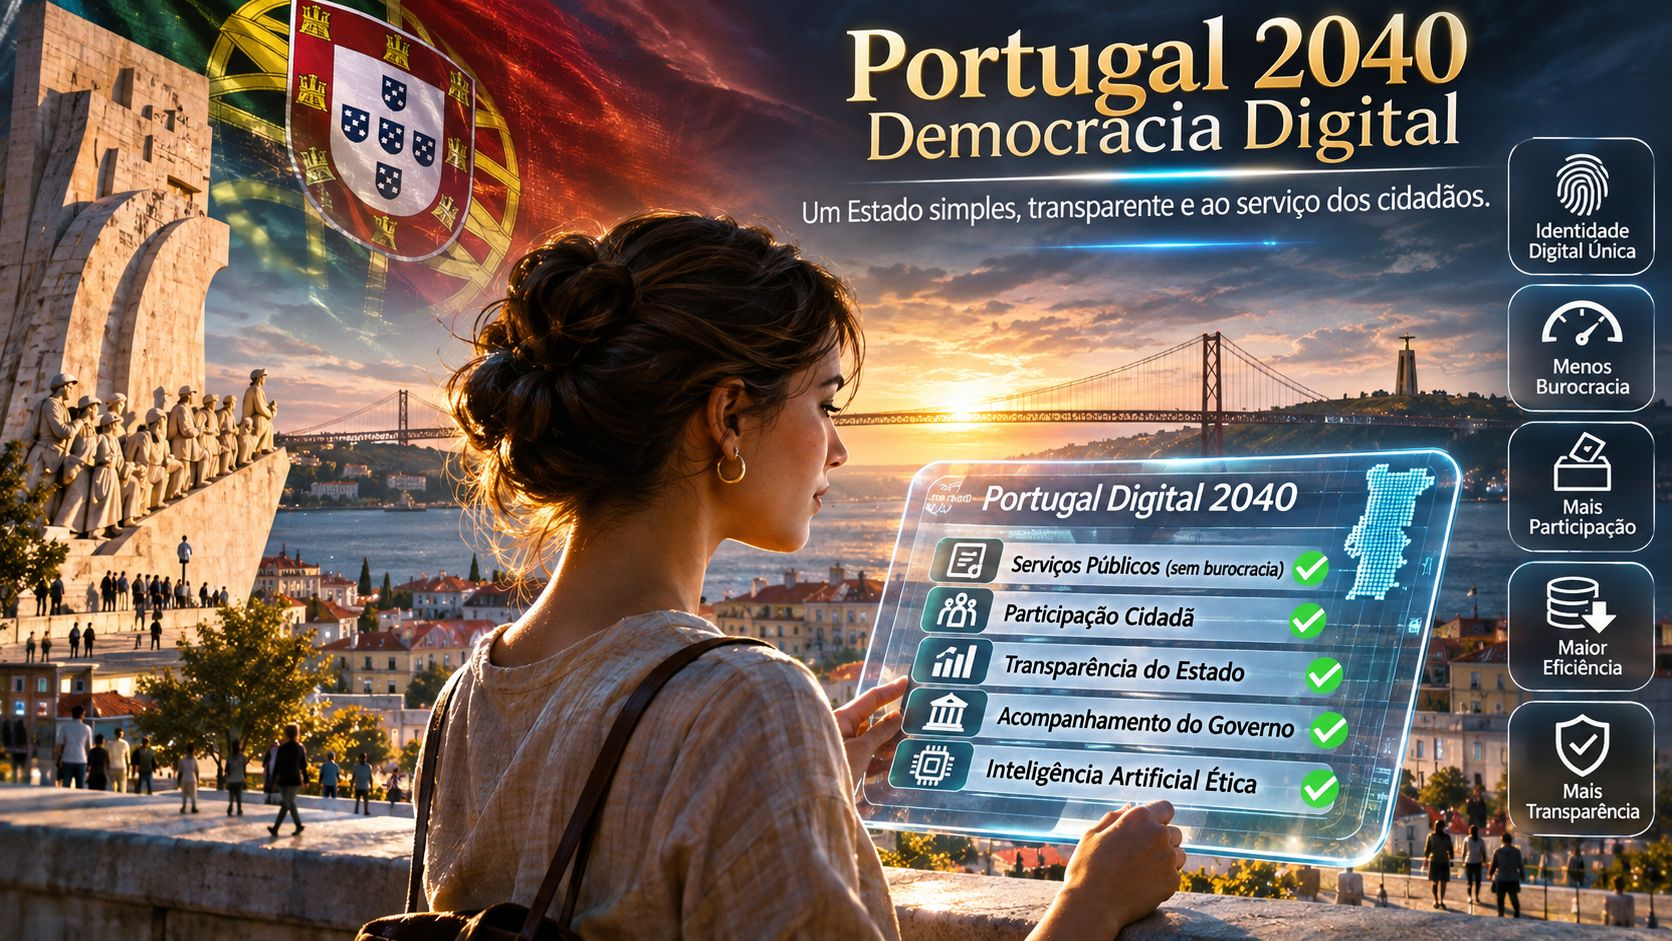 Portugal 2040
Democracia Digital
Um Estado simples, transparente e ao serviço dos cidadãos.
Identidade
Digital Única
Menos
Burocracia
Mais
Participação
Maior
Eficiência
Mais
Transparência
Portugal Digital 2040
Serviços Públicos (sem burocracia)
Participação Cidadã
Transparência do Estado
Acompanhamento do Governo
Inteligência Artificial Ética